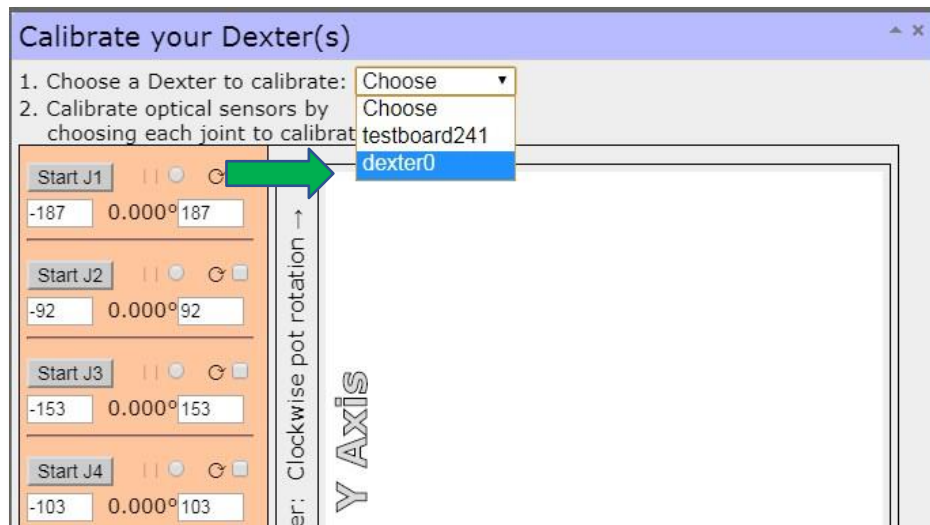 Calibrate your Dexter(s)
1. Choose a Dexter to calibrate: Choose
2. Calibrate optical sensors by
choosing each joint to calibrat
Choose
testboard241
dexter0
Start J1
-187 0.000° 187
Start J2
-92 0.000° 92
Start J3
-153 0.000° 153
Start J4
-103 0.000° 103
er: Clockwise pot rotation →
Y Axis